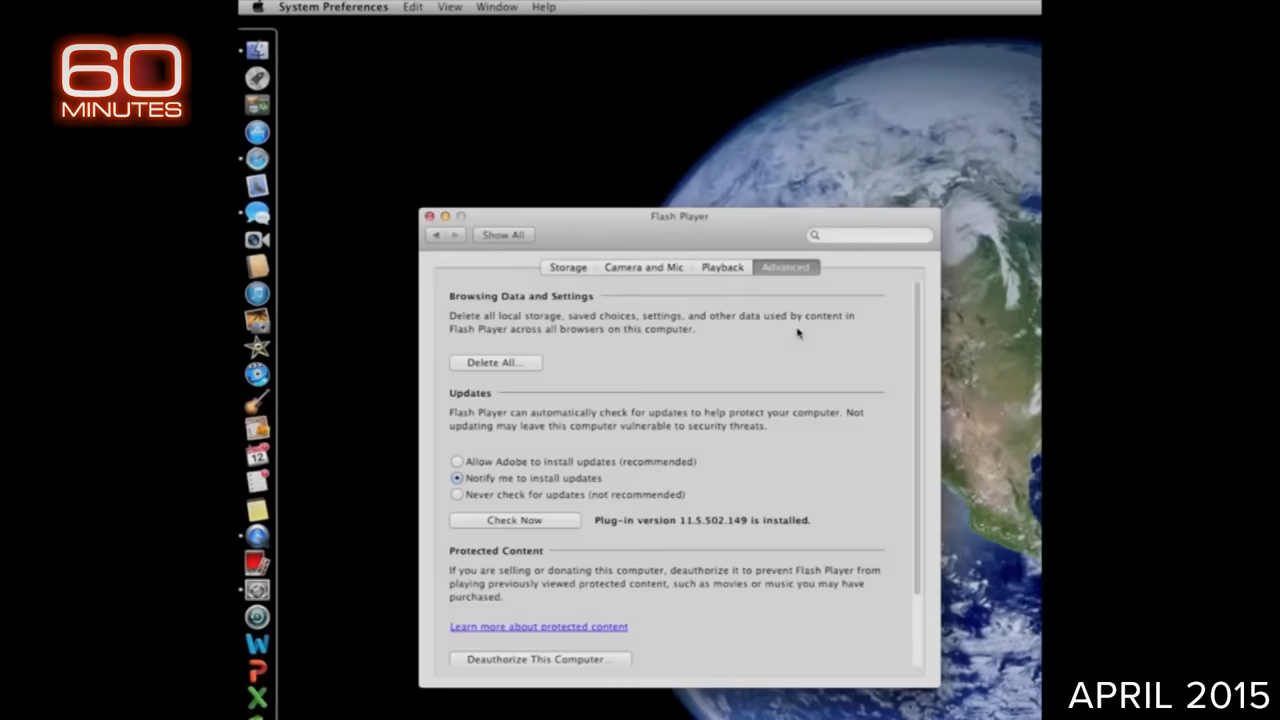 System Preferences Edit View Window Help
60
MINUTES
Flash Player
Show All
Storage Camera and Mic Playback Advanced
Browsing Data and Settings
Delete all local storage, saved choices, settings, and other data used by content in
Flash Player across all browsers on this computer.
Delete All...
Updates
Flash Player can automatically check for updates to help protect your computer. Not
updating may leave this computer vulnerable to security threats.
Allow Adobe to install updates (recommended)
Notify me to install updates
Never check for updates (not recommended)
Check Now Plug-in version 11.5.502.149 is installed.
Protected Content
If you are selling or donating this computer, deauthorize it to prevent Flash Player from
playing previously viewed protected content, such as movies or music you may have
purchased.
Learn more about protected content
Deauthorize This Computer...
12
W
P
X
APRIL 2015